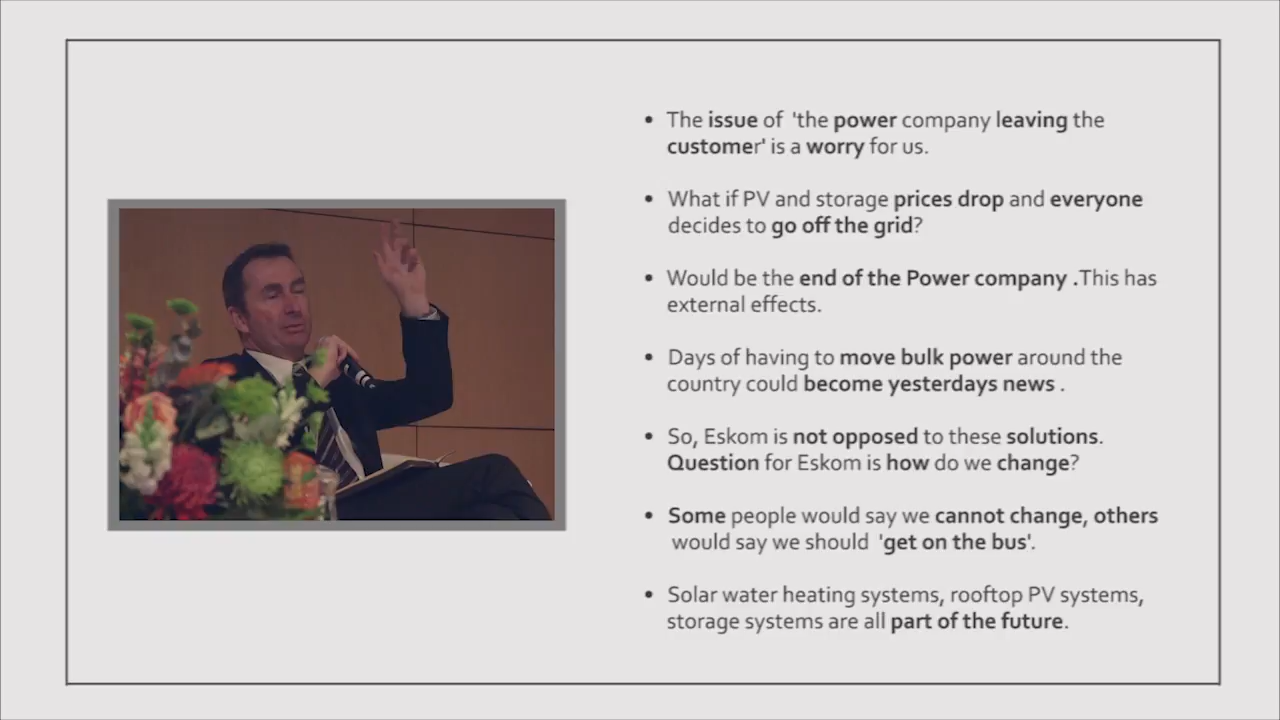 • The issue of 'the power company leaving the
customer' is a worry for us.
• What if PV and storage prices drop and everyone
decides to go off the grid?
• Would be the end of the Power company .This has
external effects.
• Days of having to move bulk power around the
country could become yesterdays news .
• So, Eskom is not opposed to these solutions.
Question for Eskom is how do we change?
• Some people would say we cannot change, others
would say we should 'get on the bus'.
• Solar water heating systems, rooftop PV systems,
storage systems are all part of the future.